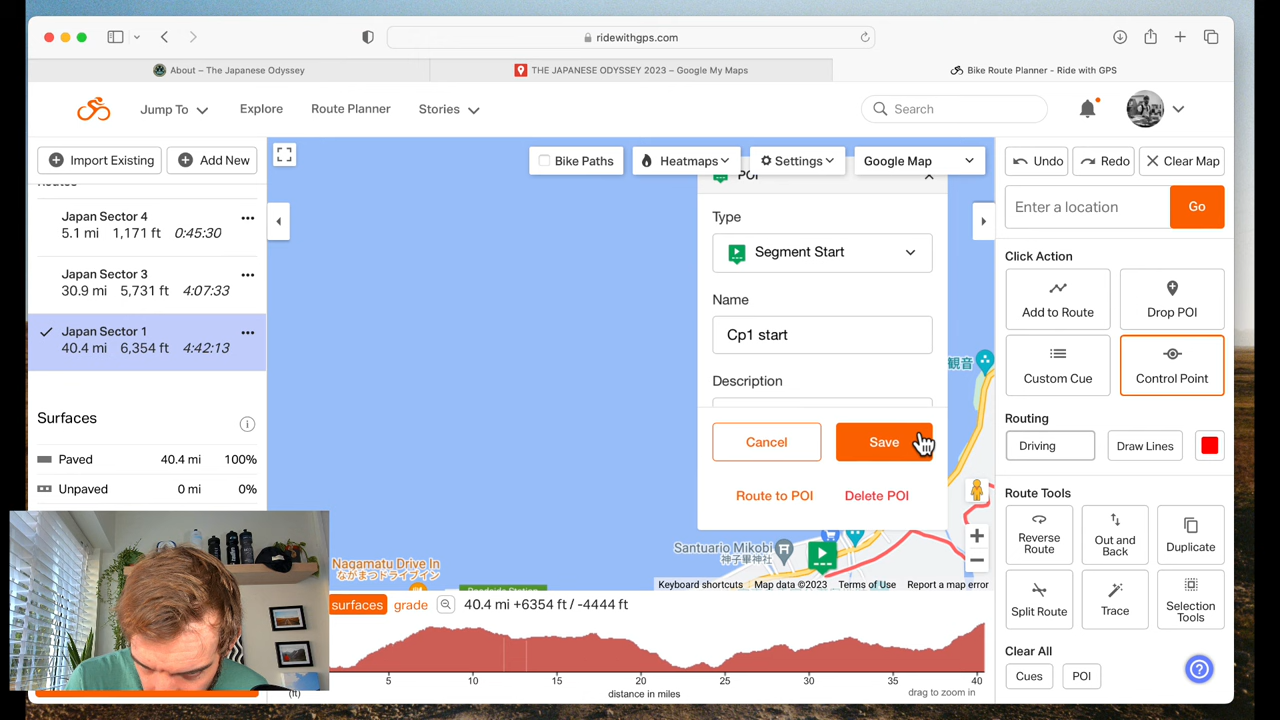 ridewithgps.com
About – The Japanese Odyssey
THE JAPANESE ODYSSEY 2023 – Google My Maps
Bike Route Planner - Ride with GPS
Jump To
Explore
Route Planner
Stories
Search
Import Existing
Add New
Bike Paths
Heatmaps
Settings
Google Map
Undo
Redo
Clear Map
Japan Sector 4
5.1 mi 1,171 ft 0:45:30
Japan Sector 3
30.9 mi 5,731 ft 4:07:33
Japan Sector 1
40.4 mi 6,354 ft 4:42:13
Surfaces
Paved 40.4 mi 100%
Unpaved 0 mi 0%
POI
Type
Segment Start
Name
Cp1 start
Description
Cancel
Save
Route to POI
Delete POI
観音
Santuario Mikobi
神子畢神社
Nagamatu Drive In
ながまつドライブイン
Keyboard shortcuts
Map data ©2023
Terms of Use
Report a map error
surfaces
grade
40.4 mi +6354 ft / -4444 ft
5
10
15
20
25
30
35
40
(ft)
distance in miles
drag to zoom in
Enter a location
Go
Click Action
Add to Route
Drop POI
Custom Cue
Control Point
Routing
Driving
Draw Lines
Route Tools
Reverse
Route
Out and
Back
Duplicate
Split Route
Trace
Selection
Tools
Clear All
Cues
POI
?